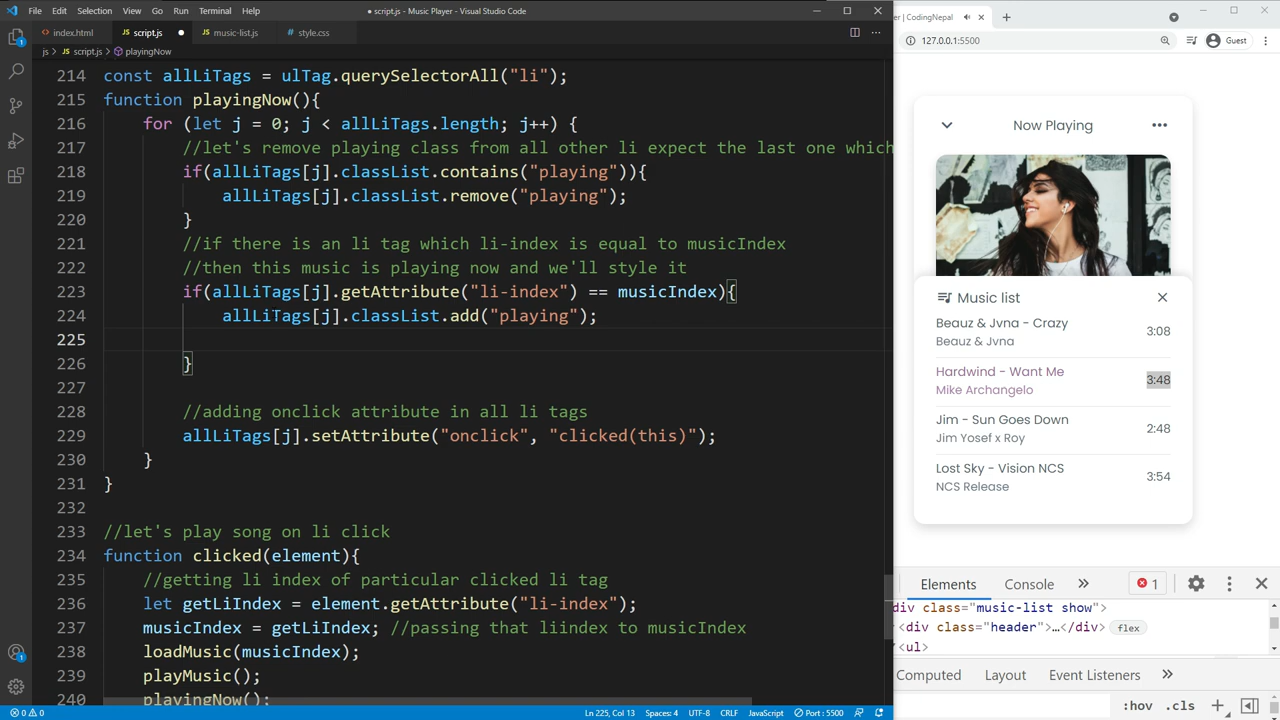 File Edit Selection View Go Run Terminal Help
● script.js - Music Player - Visual Studio Code
index.html
JS script.js
JS music-list.js
# style.css
js > JS script.js > playingNow
214 const allLiTags = ulTag.querySelectorAll("li");
215 function playingNow(){
216 for (let j = 0; j < allLiTags.length; j++) {
217 //let's remove playing class from all other li expect the last one which
218 if(allLiTags[j].classList.contains("playing")){
219 allLiTags[j].classList.remove("playing");
220 }
221 //if there is an li tag which li-index is equal to musicIndex
222 //then this music is playing now and we'll style it
223 if(allLiTags[j].getAttribute("li-index") == musicIndex){
224 allLiTags[j].classList.add("playing");
225
226 }
227
228 //adding onclick attribute in all li tags
229 allLiTags[j].setAttribute("onclick", "clicked(this)");
230 }
231 }
232
233 //let's play song on li click
234 function clicked(element){
235 //getting li index of particular clicked li tag
236 let getLiIndex = element.getAttribute("li-index");
237 musicIndex = getLiIndex; //passing that liindex to musicIndex
238 loadMusic(musicIndex);
239 playMusic();
240 playingNow();
0 0 Ln 225, Col 13 Spaces: 4 UTF-8 CRLF JavaScript Port : 5500
er | CodingNepal
127.0.0.1:5500
Guest
Now Playing
Music list
Beauz & Jvna - Crazy
Beauz & Jvna
3:08
Hardwind - Want Me
Mike Archangelo
3:48
Jim - Sun Goes Down
Jim Yosef x Roy
2:48
Lost Sky - Vision NCS
NCS Release
3:54
Elements Console » 1
div class="music-list show">
<div class="header">…</div> flex
<ul>
Computed Layout Event Listeners »
:hov .cls +